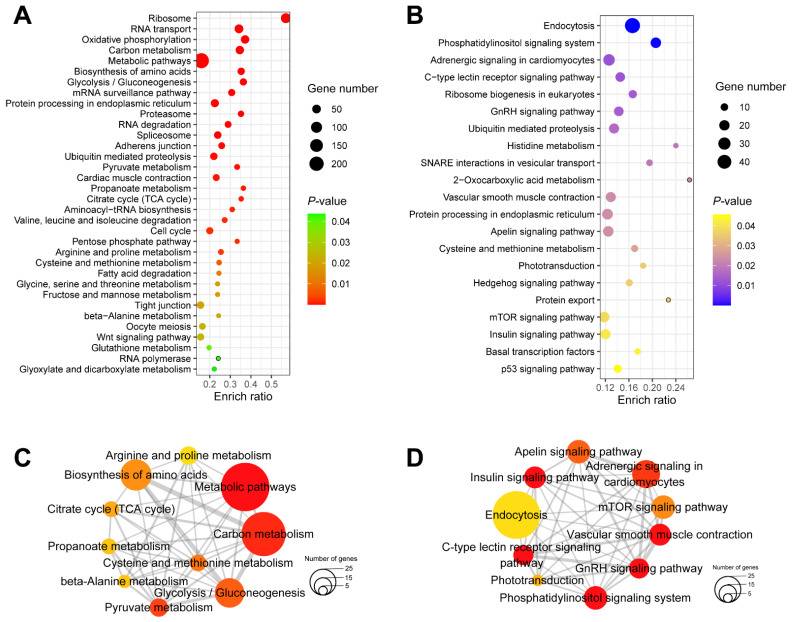 A
Ribosome
RNA transport
Oxidative phosphorylation
Carbon metabolism
Metabolic pathways
Biosynthesis of amino acids
Glycolysis / Gluconeogenesis
mRNA surveillance pathway
Protein processing in endoplasmic reticulum
Proteasome
RNA degradation
Spliceosome
Adherens junction
Ubiquitin mediated proteolysis
Pyruvate metabolism
Cardiac muscle contraction
Propanoate metabolism
Citrate cycle (TCA cycle)
Aminoacyl−tRNA biosynthesis
Valine, leucine and isoleucine degradation
Cell cycle
Pentose phosphate pathway
Arginine and proline metabolism
Cysteine and methionine metabolism
Fatty acid degradation
Glycine, serine and threonine metabolism
Fructose and mannose metabolism
Tight junction
beta−Alanine metabolism
Oocyte meiosis
Wnt signaling pathway
Glutathione metabolism
RNA polymerase
Glyoxylate and dicarboxylate metabolism
0.2 0.3 0.4 0.5
Enrich ratio
Gene number
50
100
150
200
P-value
0.04
0.03
0.02
0.01
B
Endocytosis
Phosphatidylinositol signaling system
Adrenergic signaling in cardiomyocytes
C−type lectin receptor signaling pathway
Ribosome biogenesis in eukaryotes
GnRH signaling pathway
Ubiquitin mediated proteolysis
Histidine metabolism
SNARE interactions in vesicular transport
2−Oxocarboxylic acid metabolism
Vascular smooth muscle contraction
Protein processing in endoplasmic reticulum
Apelin signaling pathway
Cysteine and methionine metabolism
Phototransduction
Hedgehog signaling pathway
Protein export
mTOR signaling pathway
Insulin signaling pathway
Basal transcription factors
p53 signaling pathway
0.12 0.16 0.20 0.24
Enrich ratio
Gene number
10
20
30
40
P-value
0.04
0.03
0.02
0.01
C
Arginine and proline metabolism
Biosynthesis of amino acids
Metabolic pathways
Citrate cycle (TCA cycle)
Carbon metabolism
Propanoate metabolism
Cysteine and methionine metabolism
beta-Alanine metabolism
Glycolysis / Gluconeogenesis
Pyruvate metabolism
Number of genes
25
15
5
D
Apelin signaling pathway
Adrenergic signaling in
cardiomyocytes
Insulin signaling pathway
mTOR signaling pathway
Endocytosis
Vascular smooth muscle contraction
C-type lectin receptor signaling
pathway
GnRH signaling pathway
Phototransduction
Phosphatidylinositol signaling system
Number of genes
25
15
5